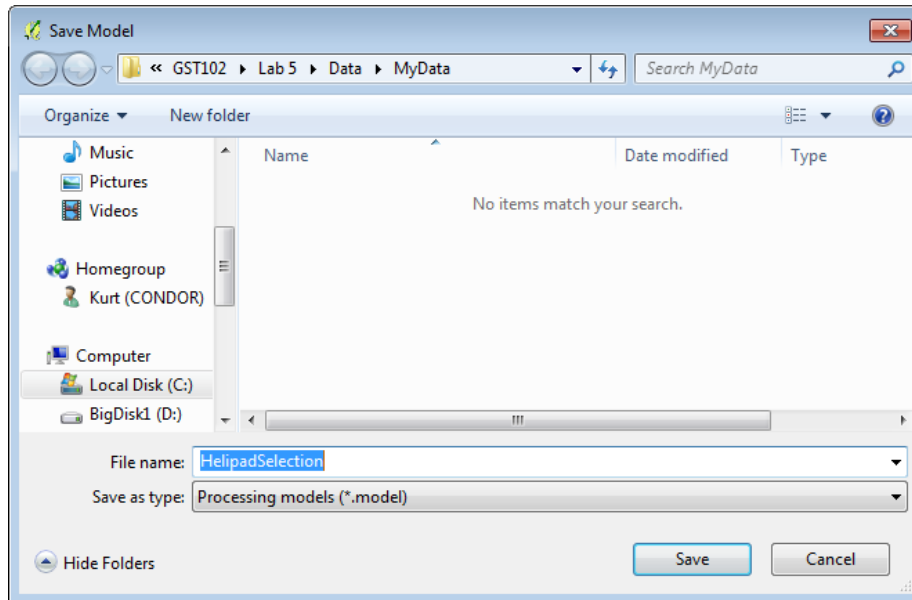 Save Model
« GST102 ▸ Lab 5 ▸ Data ▸ MyData
Search MyData
Organize
New folder
Music
Pictures
Videos
Homegroup
Kurt (CONDOR)
Computer
Local Disk (C:)
BigDisk1 (D:)
Name
Date modified
Type
No items match your search.
File name: HelipadSelection
Save as type: Processing models (*.model)
Hide Folders
Save
Cancel